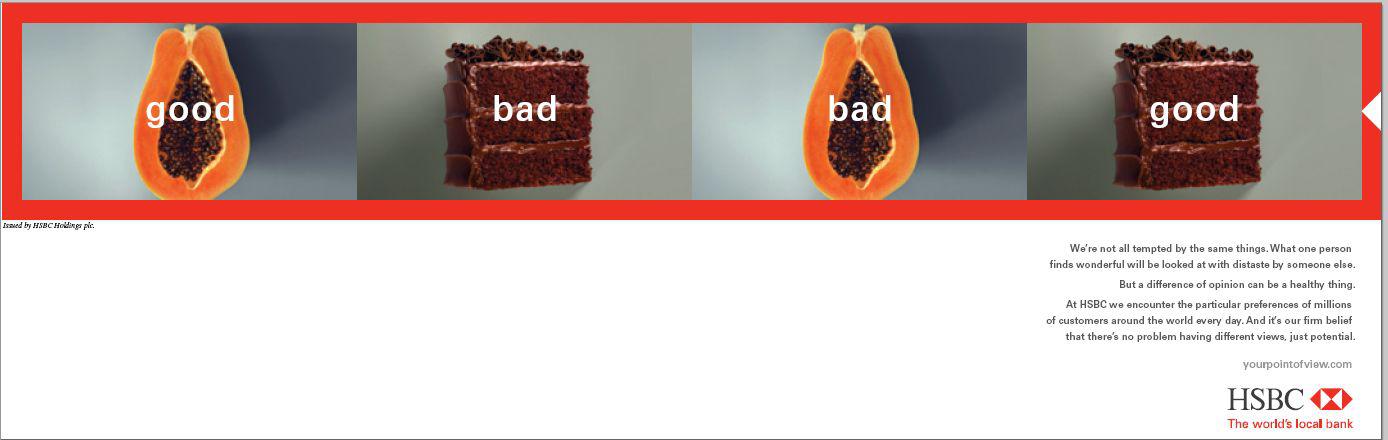 good bad bad good
Issued by HSBC Holdings plc.
We're not all tempted by the same things. What one person
finds wonderful will be looked at with distaste by someone else.
But a difference of opinion can be a healthy thing.
At HSBC we encounter the particular preferences of millions
of customers around the world every day. And it's our firm belief
that there's no problem having different views, just potential.
yourpointofview.com
HSBC
The world's local bank